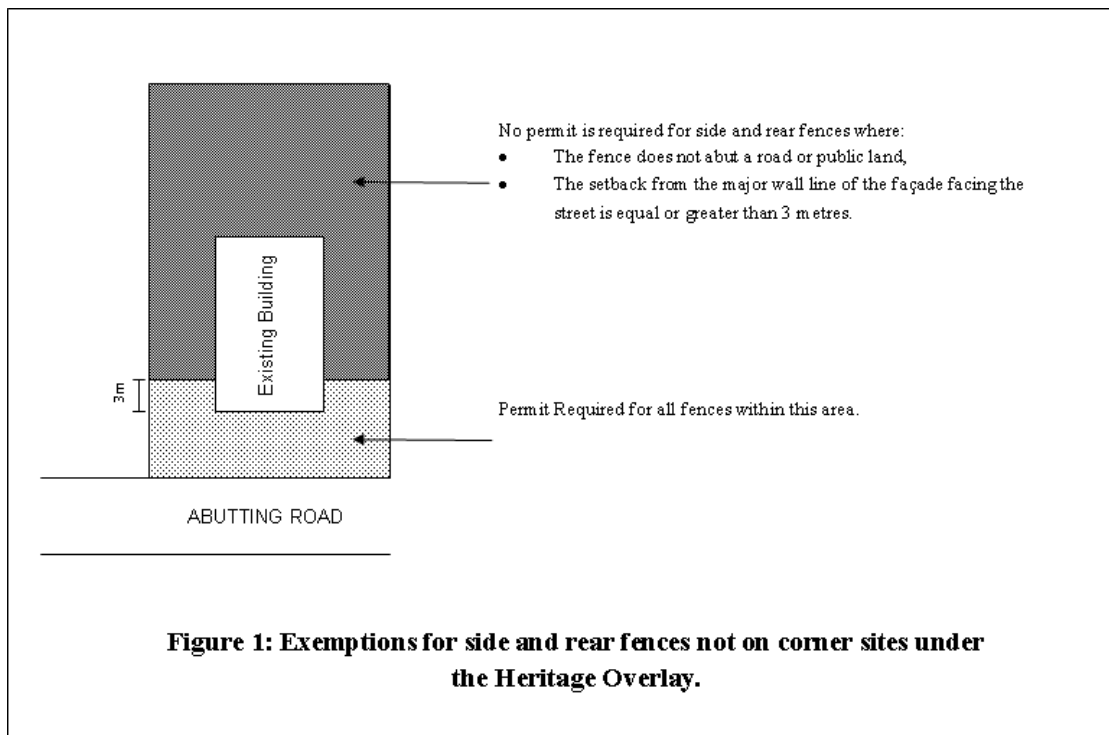 No permit is required for side and rear fences where:
• The fence does not abut a road or public land,
• The setback from the major wall line of the façade facing the
street is equal or greater than 3 metres.
Existing Building
3m
Permit Required for all fences within this area.
ABUTTING ROAD
Figure 1: Exemptions for side and rear fences not on corner sites under
the Heritage Overlay.